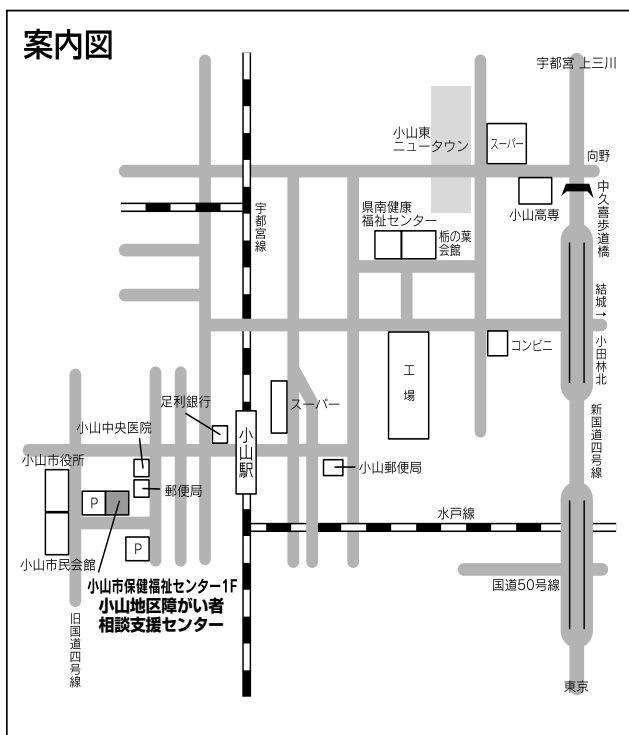 案内図
宇都宮 上三川
小山東
ニュータウン
スーパー
向野
小山高専
中久喜歩道橋
宇都宮線
県南健康
福祉センター
栃の葉
会館
結城→
小田林北
コンビニ
工場
足利銀行
スーパー
小山中央医院
小山駅
新国道四号線
小山市役所
小山郵便局
P
郵便局
水戸線
P
小山市民会館
小山市保健福祉センター1F
小山地区障がい者
相談支援センター
国道50号線
旧国道四号線
東京